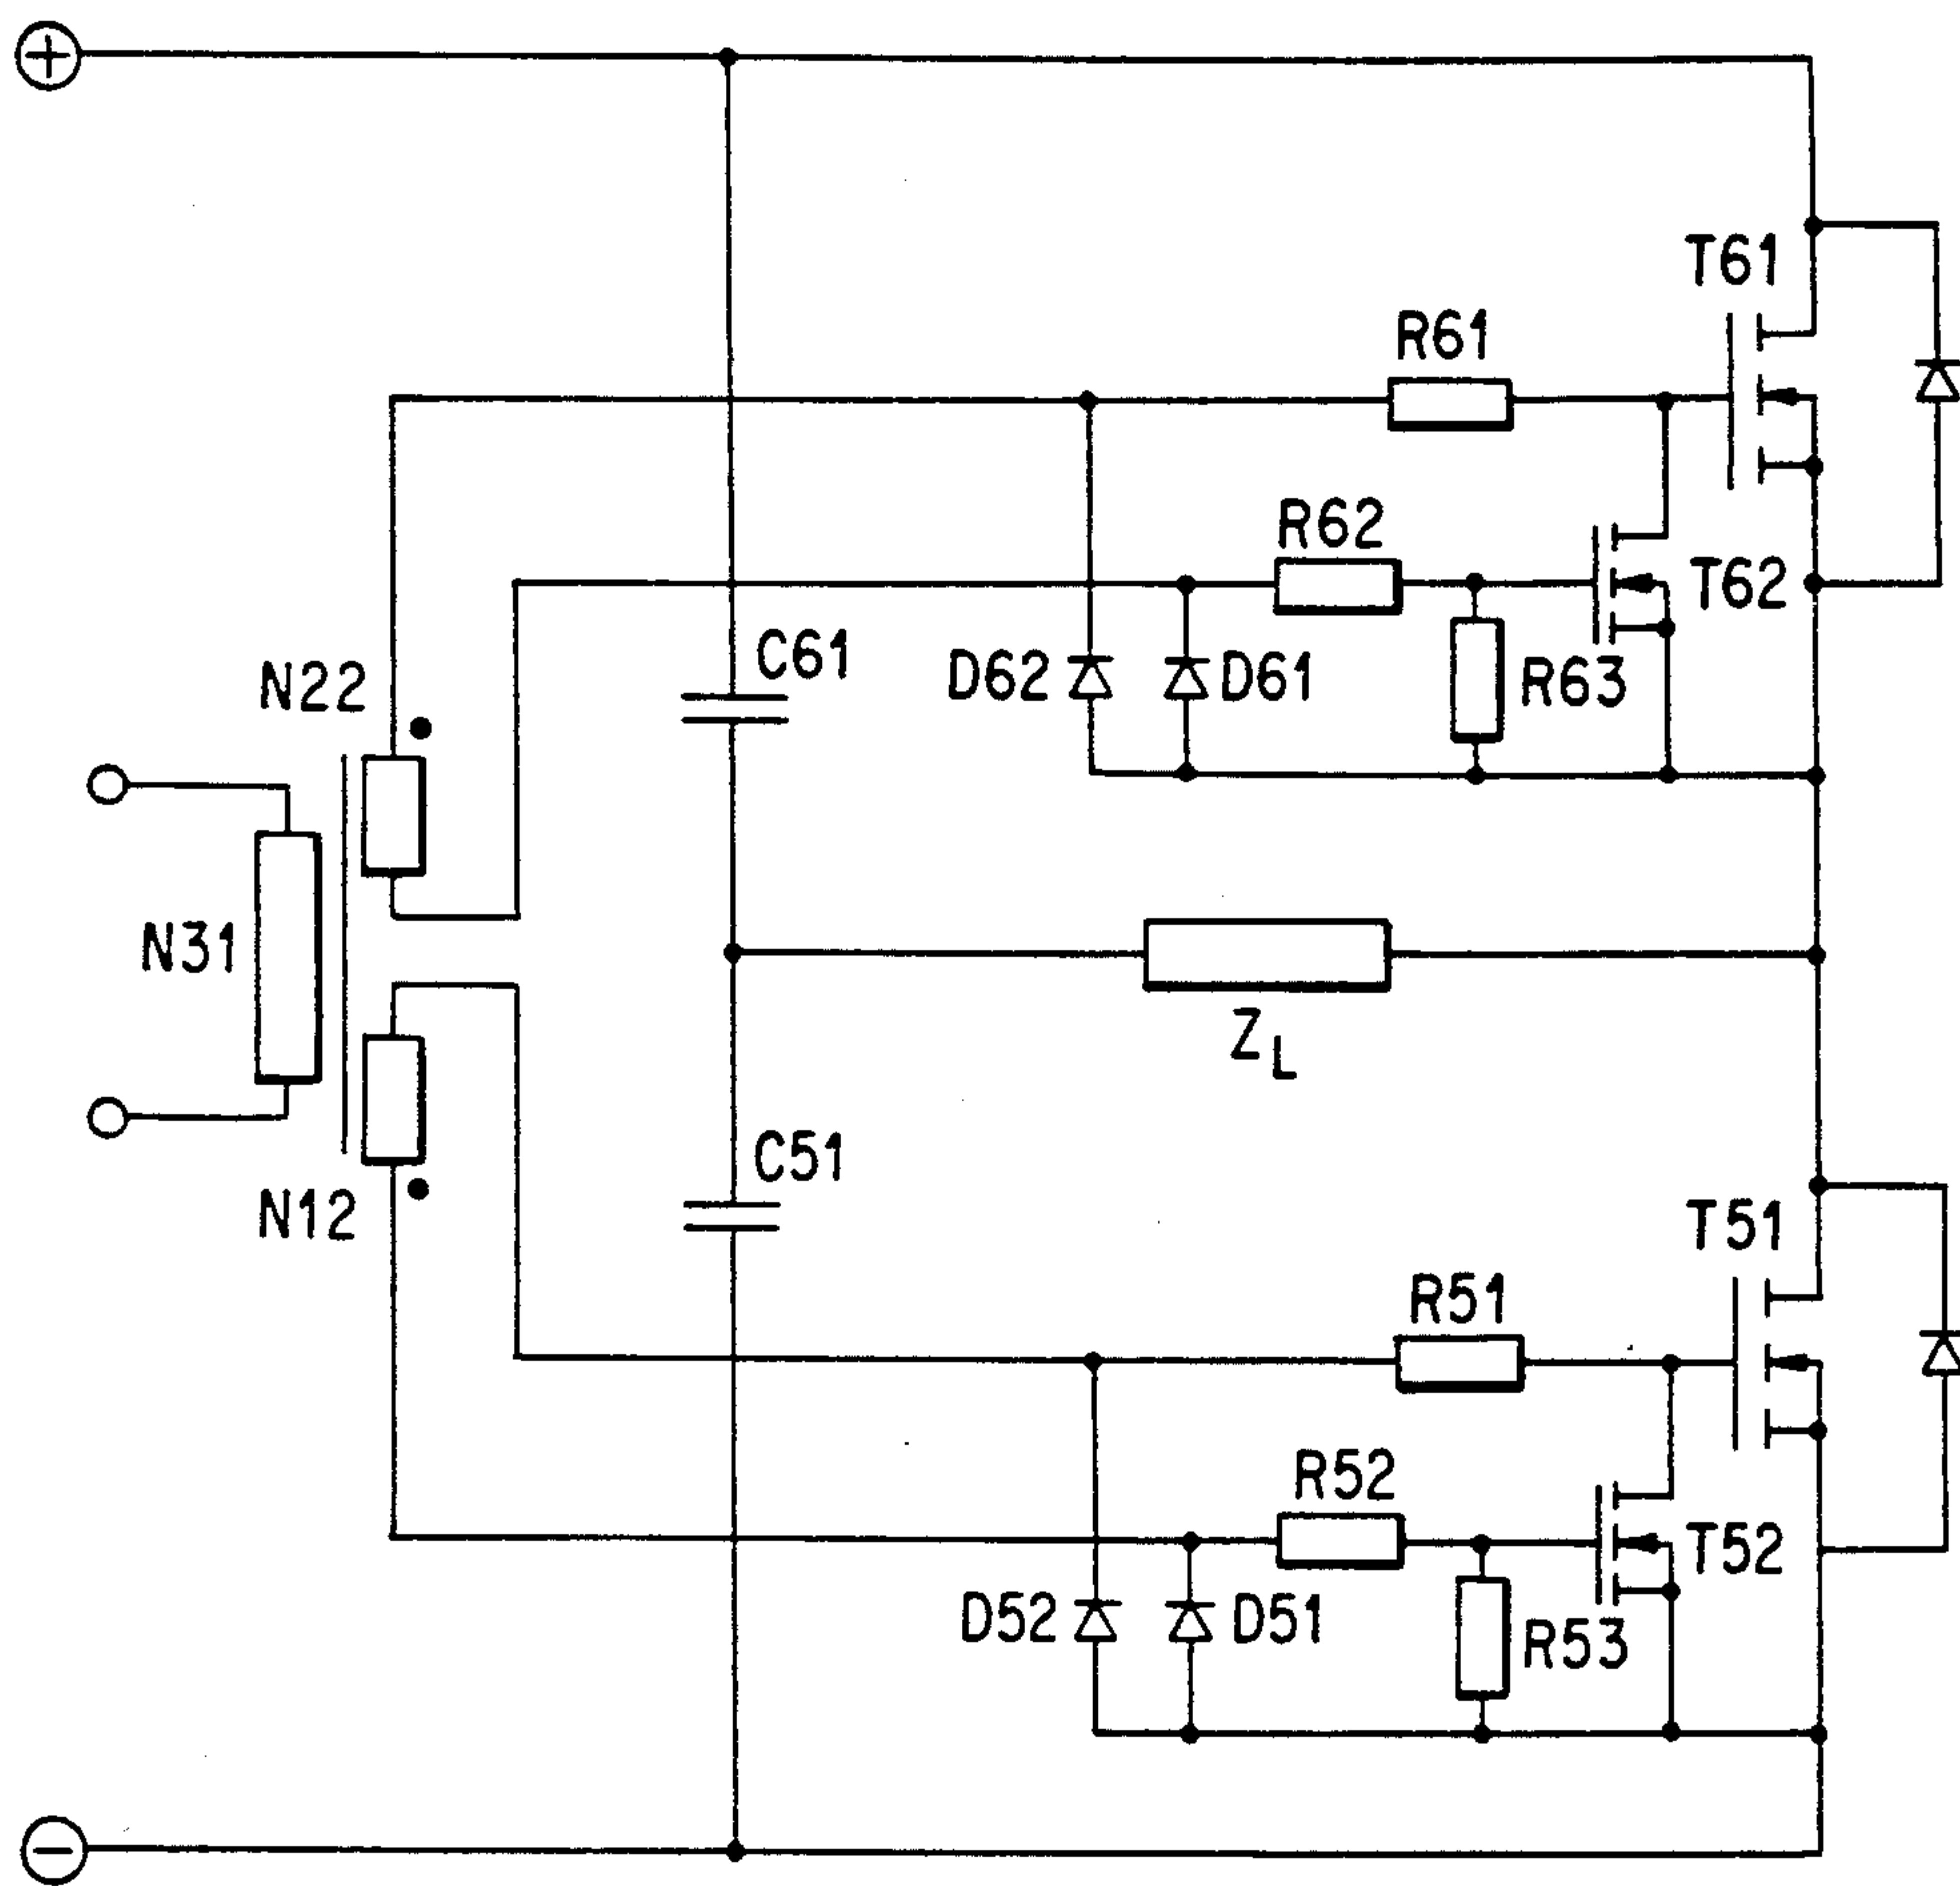 +
T61
R61
R62
T62
C61
D62
D61
R63
N22
N31
Z_L
C51
N12
T51
R51
R52
T52
D52
D51
R53
−